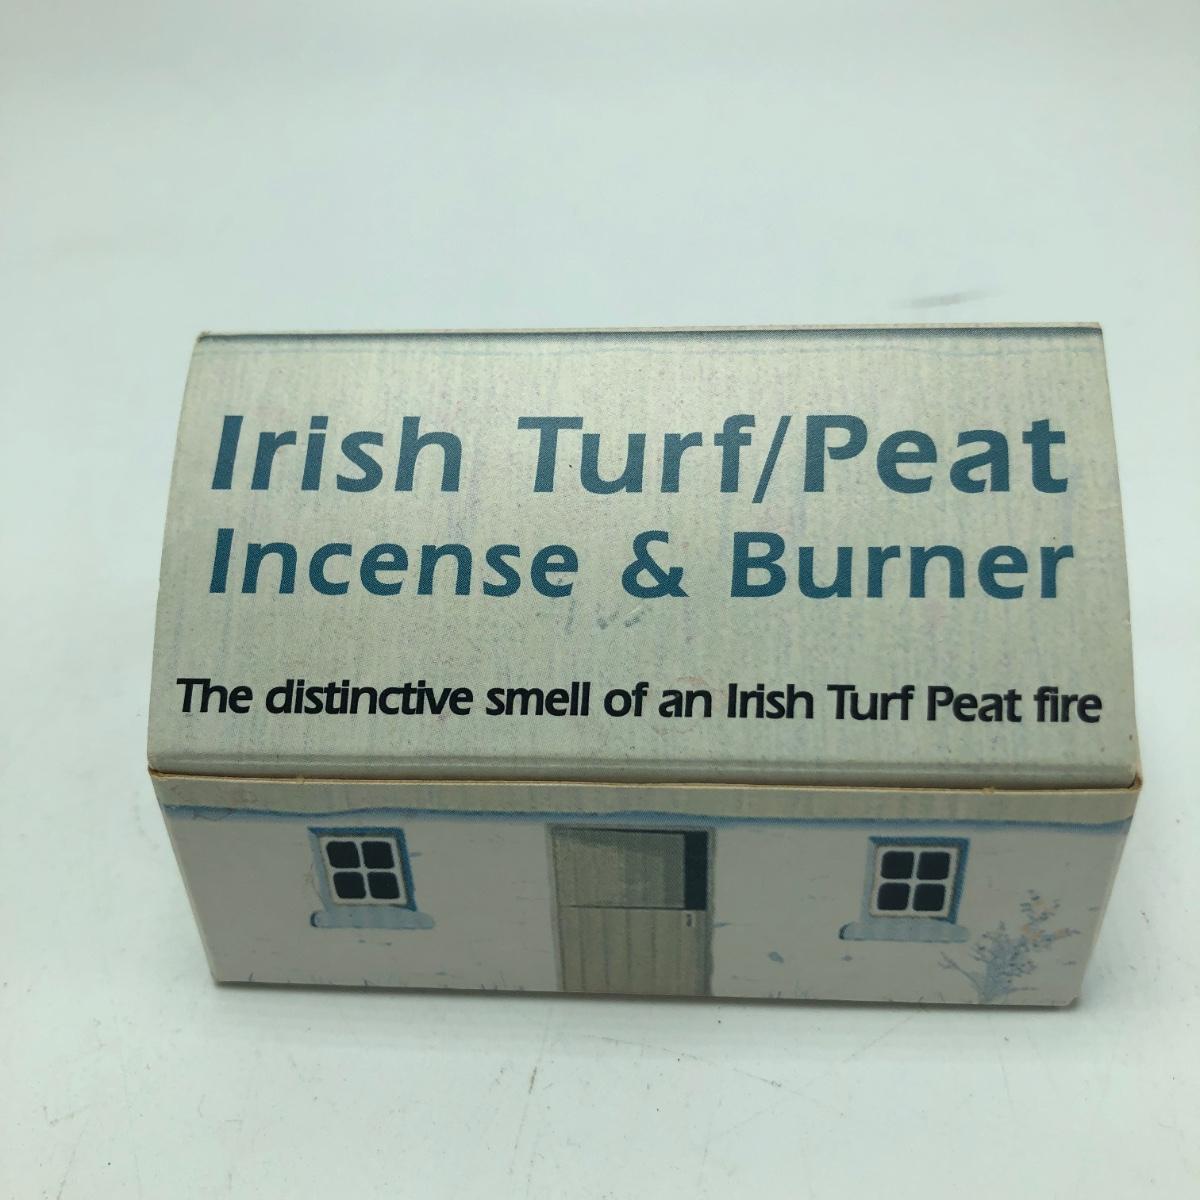 Irish Turf/Peat
Incense & Burner
The distinctive smell of an Irish Turf Peat fire